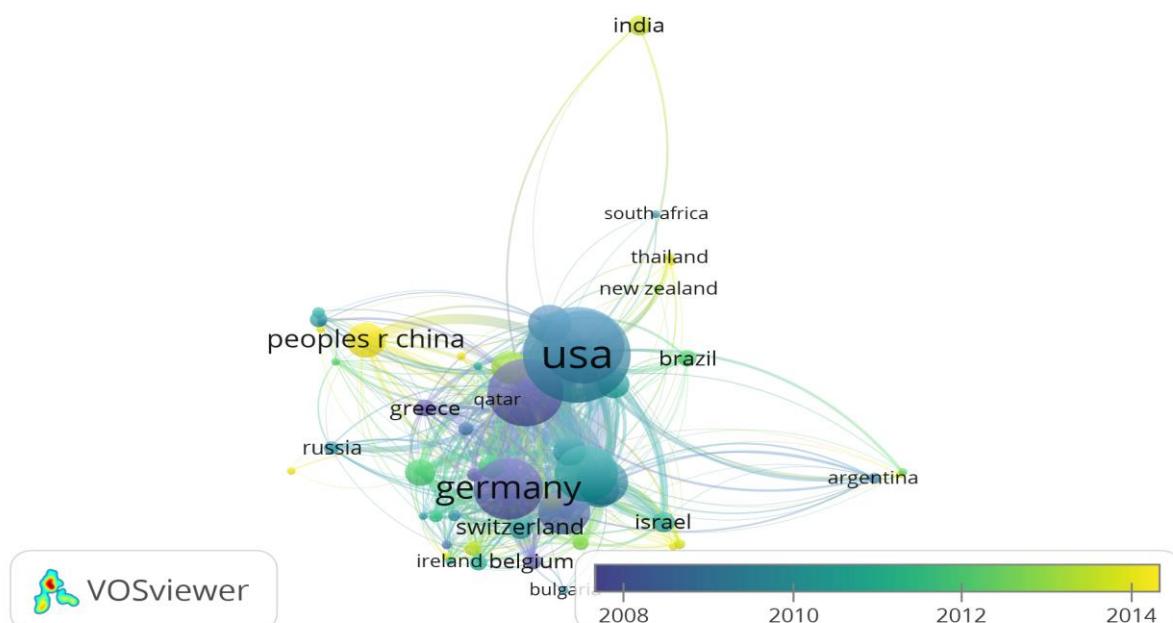 india
south africa
thailand
new zealand
peoples r china
usa
brazil
qatar
greece
russia
argentina
germany
switzerland
israel
ireland
belgium
bulgaria
VOSviewer
2008
2010
2012
2014